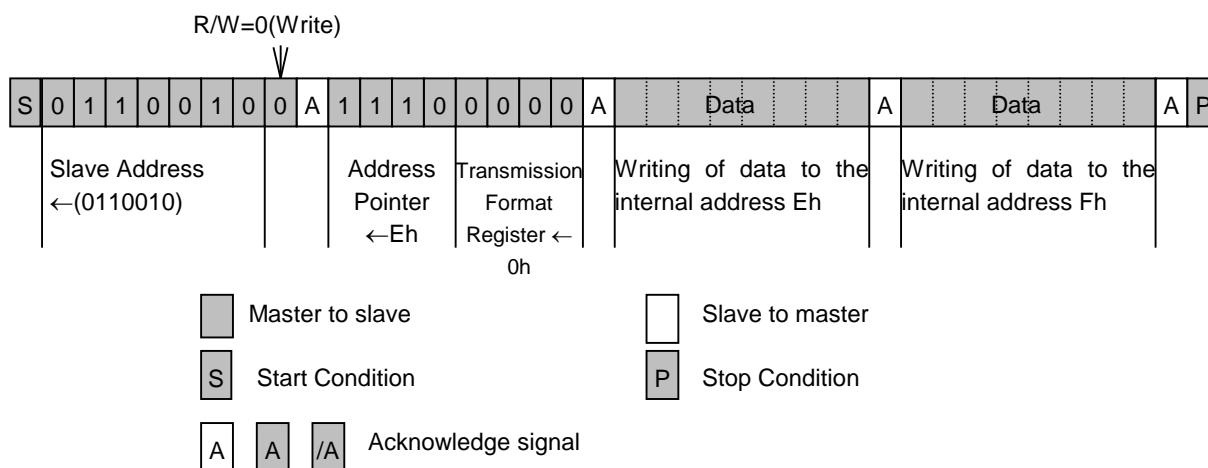 R/W=0(Write)
S 0 1 1 0 0 1 0 0 A 1 1 1 0 0 0 0 0 A Data A Data A P
Slave Address
←(0110010)
Address
Pointer
←Eh
Transmission
Format
Register ←
0h
Writing of data to the
internal address Eh
Writing of data to the
internal address Fh
Master to slave
Slave to master
S Start Condition
P Stop Condition
A A /A Acknowledge signal